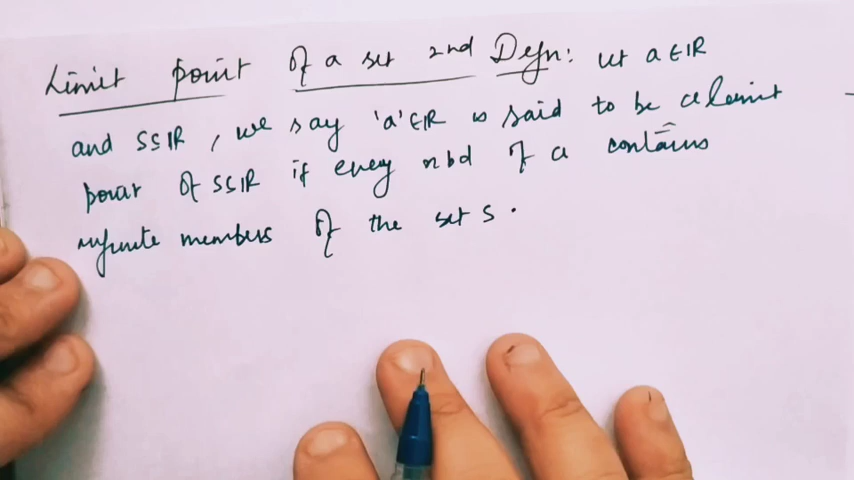 Limit point of a set 2nd Defn: let a ∈ IR
and S ⊆ IR, we say 'a' ∈ IR is said to be a limit
point of S ⊆ IR if every nbd of a contains
infinite members of the set S.